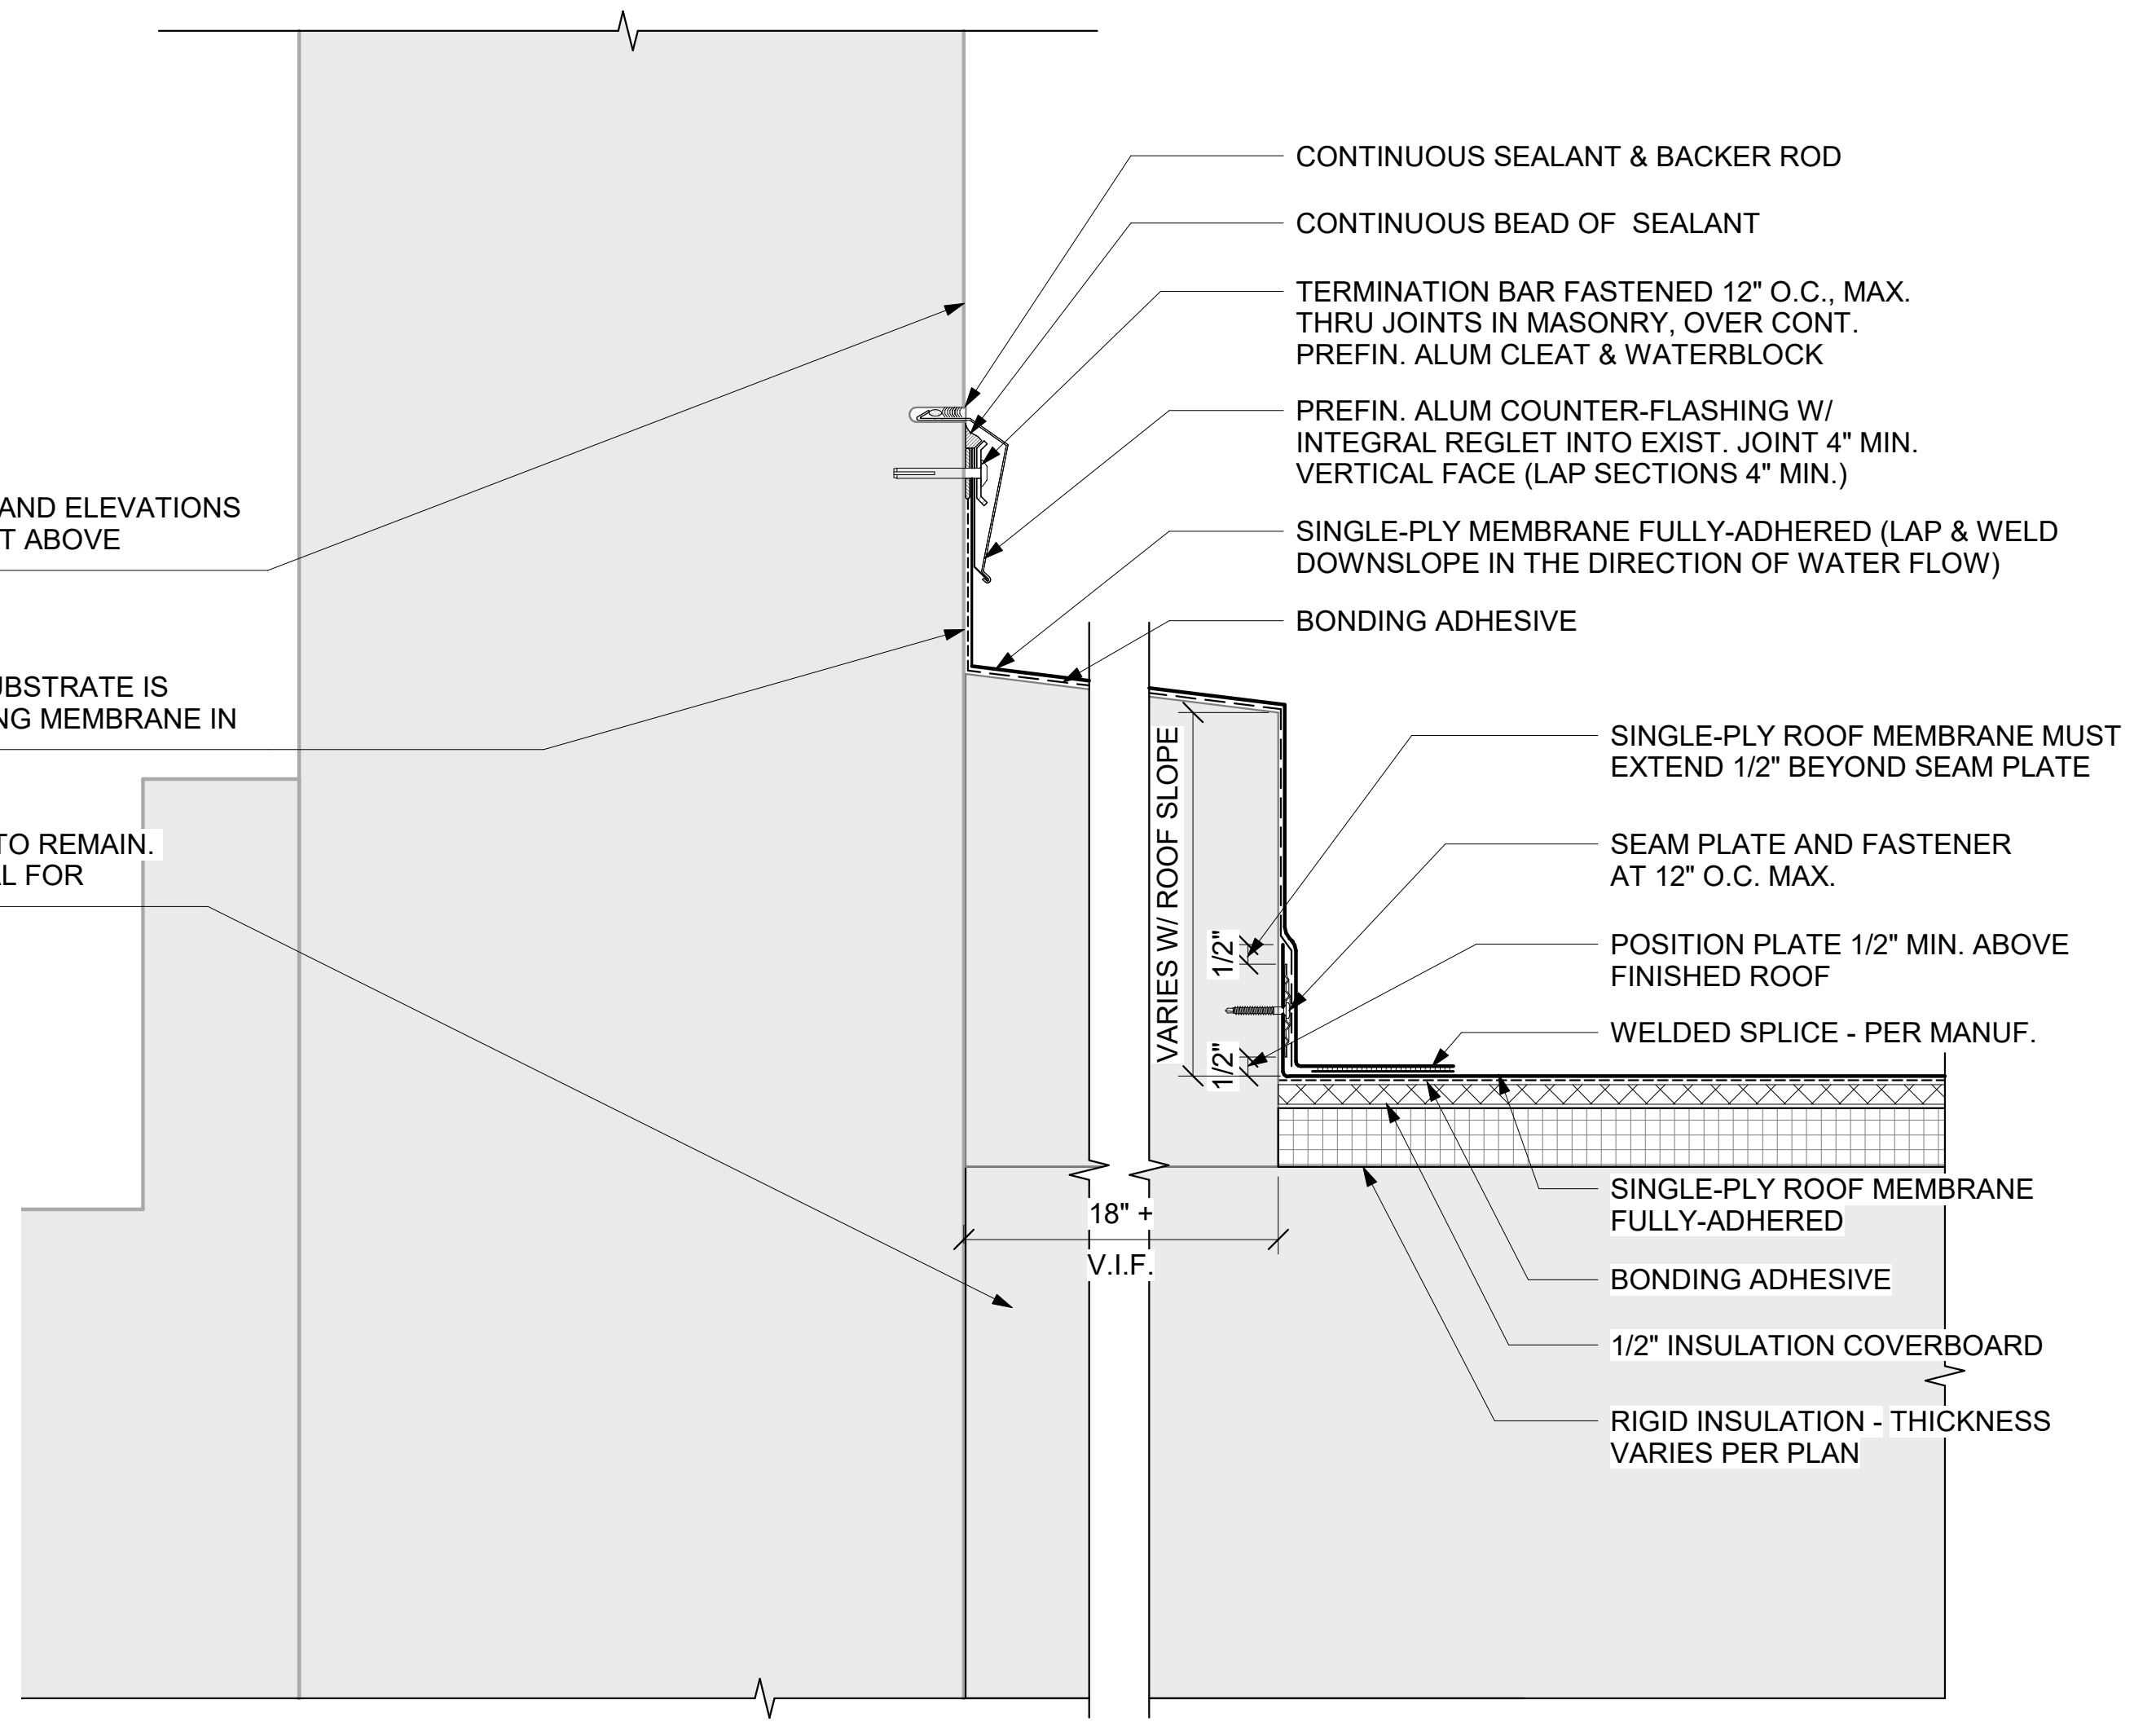 CONTINUOUS SEALANT & BACKER ROD
CONTINUOUS BEAD OF  SEALANT
TERMINATION BAR FASTENED 12" O.C., MAX.
THRU JOINTS IN MASONRY, OVER CONT.
PREFIN. ALUM CLEAT & WATERBLOCK
PREFIN. ALUM COUNTER-FLASHING W/
INTEGRAL REGLET INTO EXIST. JOINT 4" MIN.
VERTICAL FACE (LAP SECTIONS 4" MIN.)
SINGLE-PLY MEMBRANE FULLY-ADHERED (LAP & WELD
DOWNSLOPE IN THE DIRECTION OF WATER FLOW)
BONDING ADHESIVE
AND ELEVATIONS
T ABOVE
UBSTRATE IS
NG MEMBRANE IN
TO REMAIN.
AL FOR
VARIES W/ ROOF SLOPE
1/2"
1/2"
18" +
V.I.F.
SINGLE-PLY ROOF MEMBRANE MUST
EXTEND 1/2" BEYOND SEAM PLATE
SEAM PLATE AND FASTENER
AT 12" O.C. MAX.
POSITION PLATE 1/2" MIN. ABOVE
FINISHED ROOF
WELDED SPLICE - PER MANUF.
SINGLE-PLY ROOF MEMBRANE
FULLY-ADHERED
BONDING ADHESIVE
1/2" INSULATION COVERBOARD
RIGID INSULATION - THICKNESS
VARIES PER PLAN